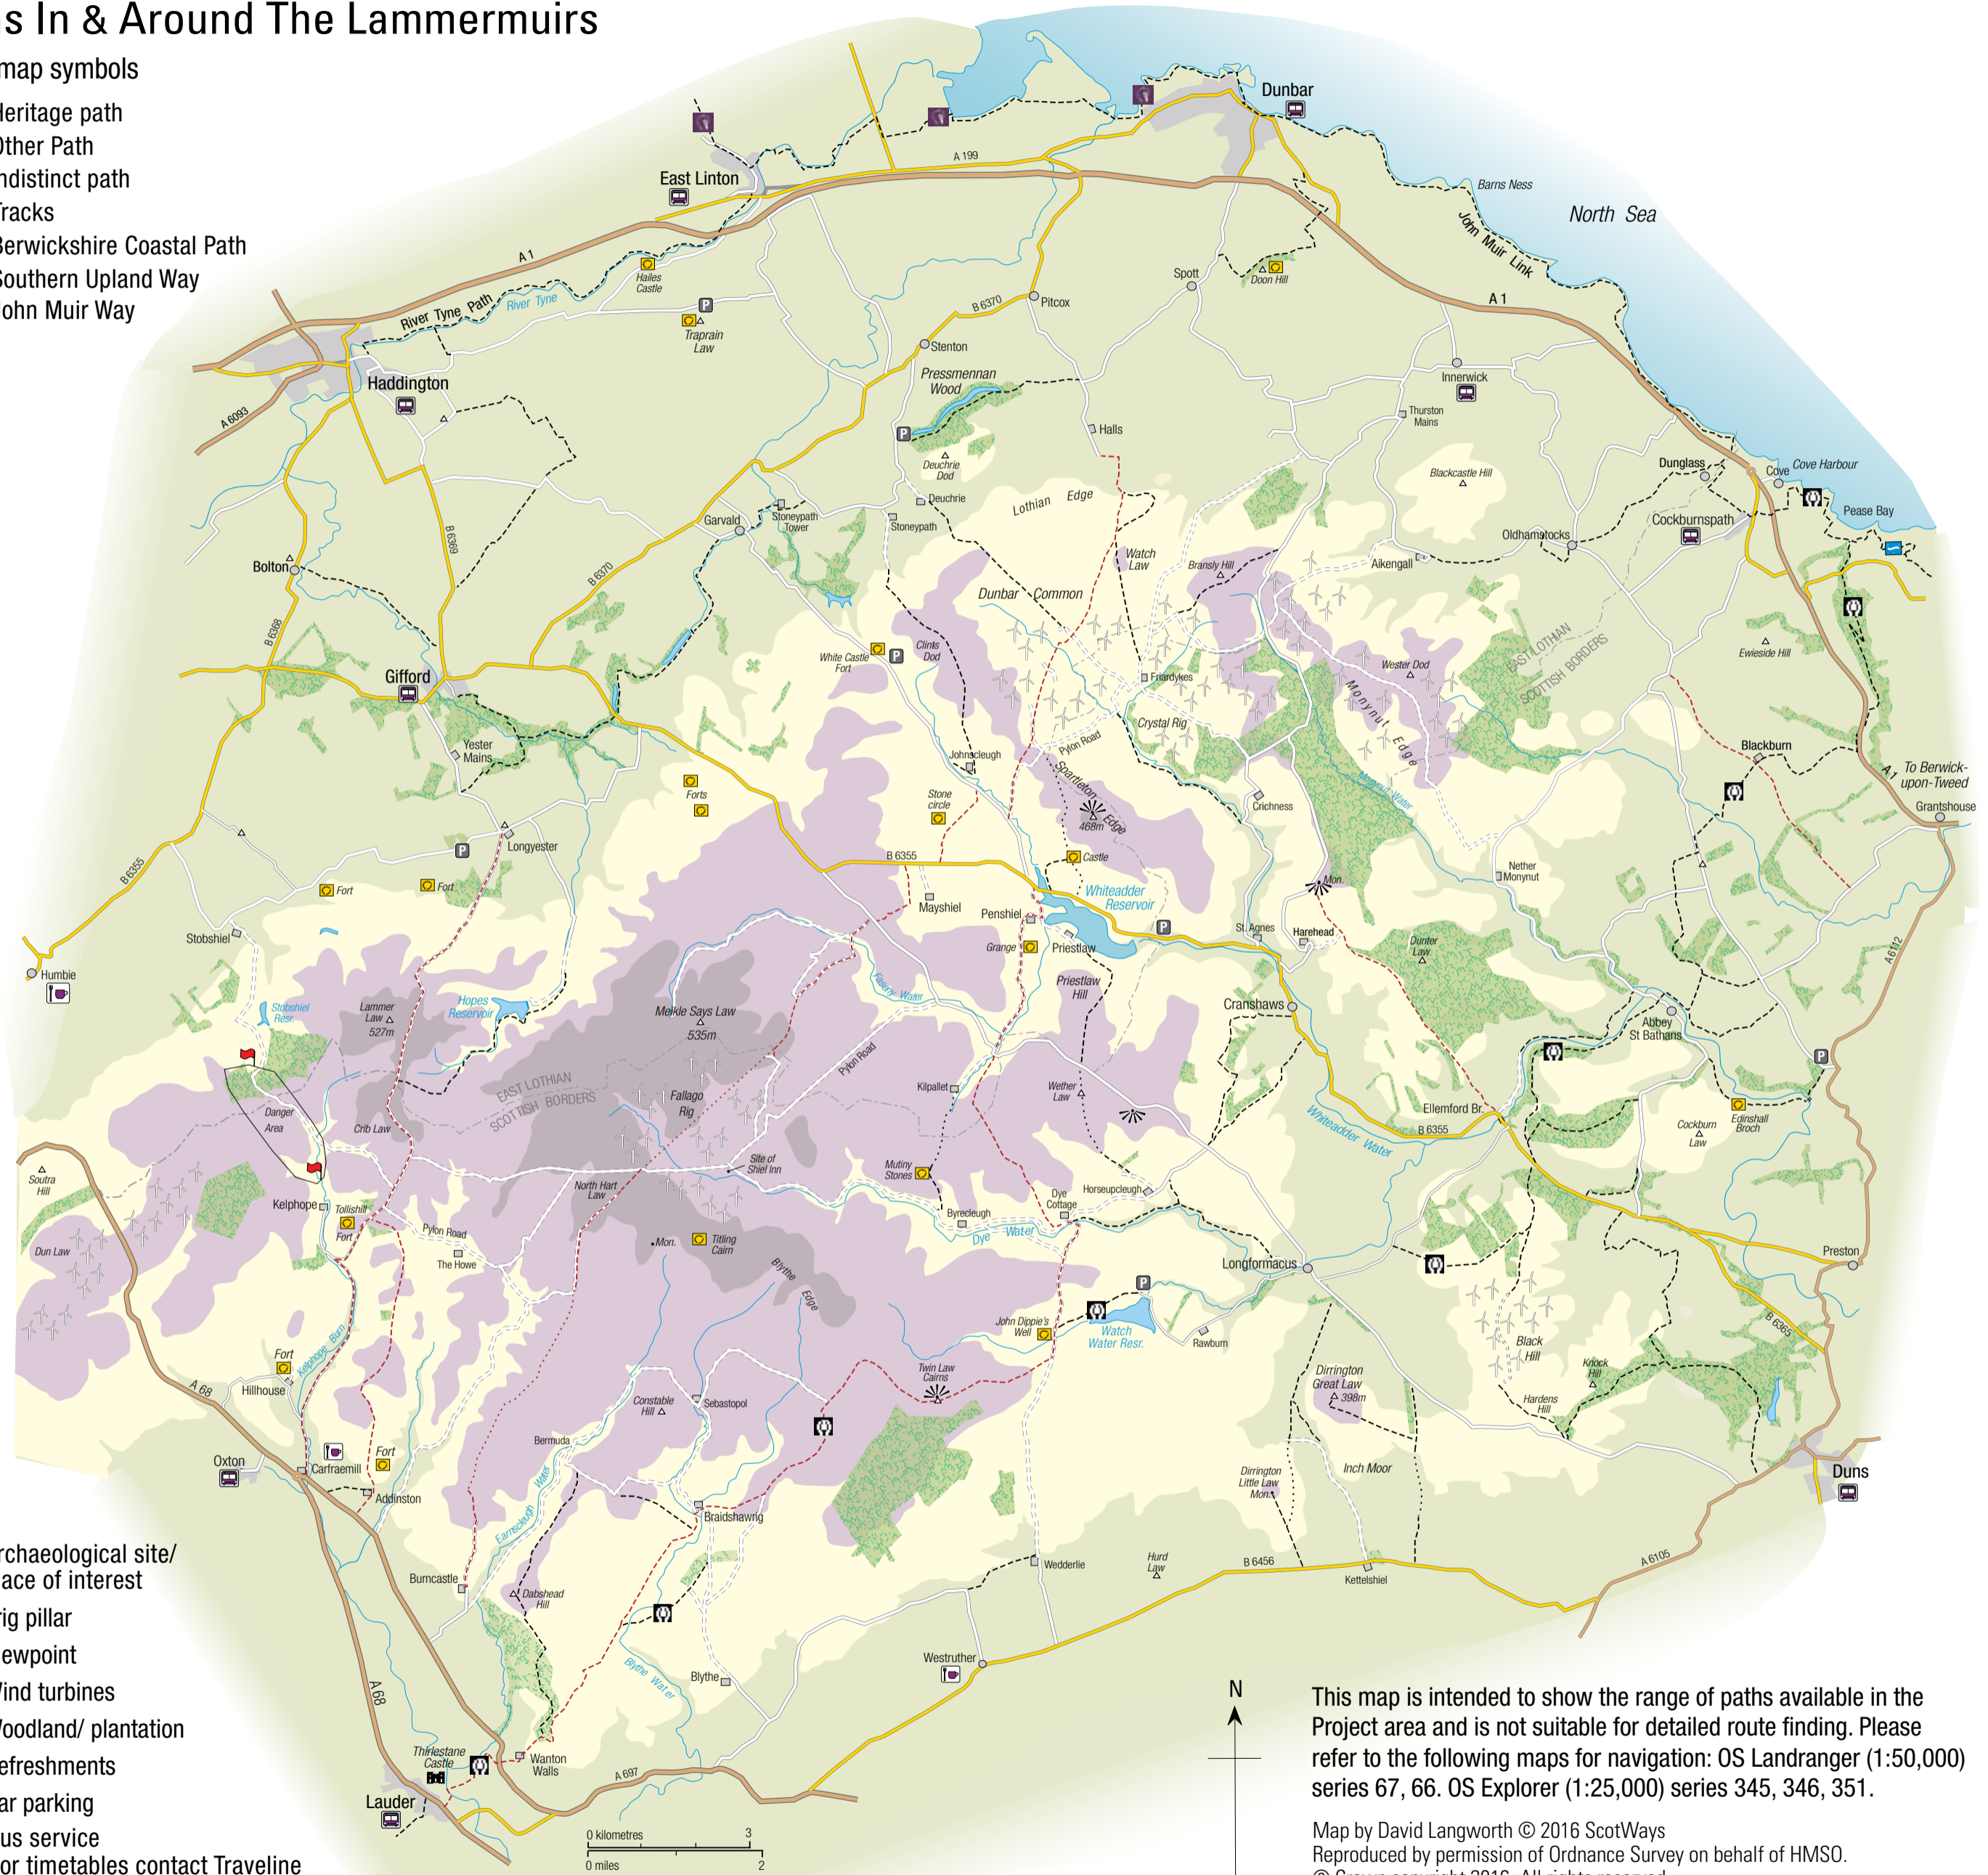 s In & Around The Lammermuirs
map symbols
Heritage path
Other Path
ndistinct path
Tracks
Berwickshire Coastal Path
Southern Upland Way
John Muir Way
Dunbar
East Linton
A 199
Barns Ness
North Sea
John Muir Link
A 1
River Tyne Path
River Tyne
Hailes
Castle
Spott
Doon Hill
Pitcox
B 6370
A 1
Traprain
Law
Stenton
Pressmennan
Wood
Haddington
A 6093
Innerwick
Thurston
Mains
Halls
Deuchrie
Dod
Blackcastle Hill
Dunglass
Cove
Cove Harbour
Lothian Edge
Deuchrie
Stoneypath
Tower
Stoneypath
Garvald
Pease Bay
Cockburnspath
Oldhamstocks
B 6369
Watch
Law
Bransly Hill
Aikengall
Bolton
B 6370
Dunbar Common
B 6368
EAST LOTHIAN
SCOTTISH BORDERS
Ewieside Hill
White Castle
Fort
Clints
Dod
Wester Dod
Gifford
Friardykes
Monynut Edge
Crystal Rig
Yester
Mains
Pylon Road
Blackburn
Johnscleugh
Spartleton Edge
Monynut Water
A1
To Berwick-
upon-Tweed
Forts
Stone
circle
Crichness
Grantshouse
468m
Longyester
B 6355
B 6355
Castle
Nether
Monynut
Fort
Fort
Whiteadder
Reservoir
Mon.
Mayshiel
Penshiel
Stobshiel
St. Agnes
Harehead
Grange
Priestlaw
Dunter
Law
A 6112
Humbie
Priestlaw
Hill
Faseny Water
Stobshiel
Resr.
Lammer
Law
527m
Hopes
Reservoir
Meikle Says Law
535m
Cranshaws
Abbey
St Bathans
Pylon Road
EAST LOTHIAN
SCOTTISH BORDERS
Kilpallet
Wether
Law
Fallago
Rig
Danger
Area
Ellemford Br.
Edinshall
Broch
Crib Law
Whiteadder Water
B 6355
Cockburn
Law
Soutra
Hill
Site of
Shiel Inn
Mutiny
Stones
North Hart
Law
Horseupcleugh
Dye
Cottage
Kelphope
Tollishill
Fort
Byrecleugh
Pylon Road
Dye Water
Dun Law
Mon.
Titling
Cairn
The Howe
Longformacus
Preston
Blythe Edge
John Dippie's
Well
Watch
Water Resr.
Rawburn
B 6365
Kelphope Burn
Fort
Black
Hill
Hillhouse
Twin Law
Cairns
Dirrington
Great Law
398m
Knock
Hill
A 68
Constable
Hill
Sebastopol
Hardens
Hill
Bermuda
Oxton
Carfraemill
Fort
Dirrington
Little Law
Mon.
Inch Moor
Duns
Addinston
Earnscleugh Water
Braidshawrig
rchaeological site/
ace of interest
Burncastle
Wedderlie
Hurd
Law
B 6456
A 6105
Kettelshiel
Dabshead
Hill
rig pillar
iewpoint
Westruther
Blythe
Blythe Water
A 68
Wind turbines
Woodland/ plantation
efreshments
ar parking
us service
or timetables contact Traveline
Thirlestane
Castle
Wanton
Walls
A 697
Lauder
0 kilometres 3
0 miles 2
N
This map is intended to show the range of paths available in the
Project area and is not suitable for detailed route finding. Please
refer to the following maps for navigation: OS Landranger (1:50,000)
series 67, 66. OS Explorer (1:25,000) series 345, 346, 351.
Map by David Langworth © 2016 ScotWays
Reproduced by permission of Ordnance Survey on behalf of HMSO.
© Crown copyright 2016. All rights reserved.